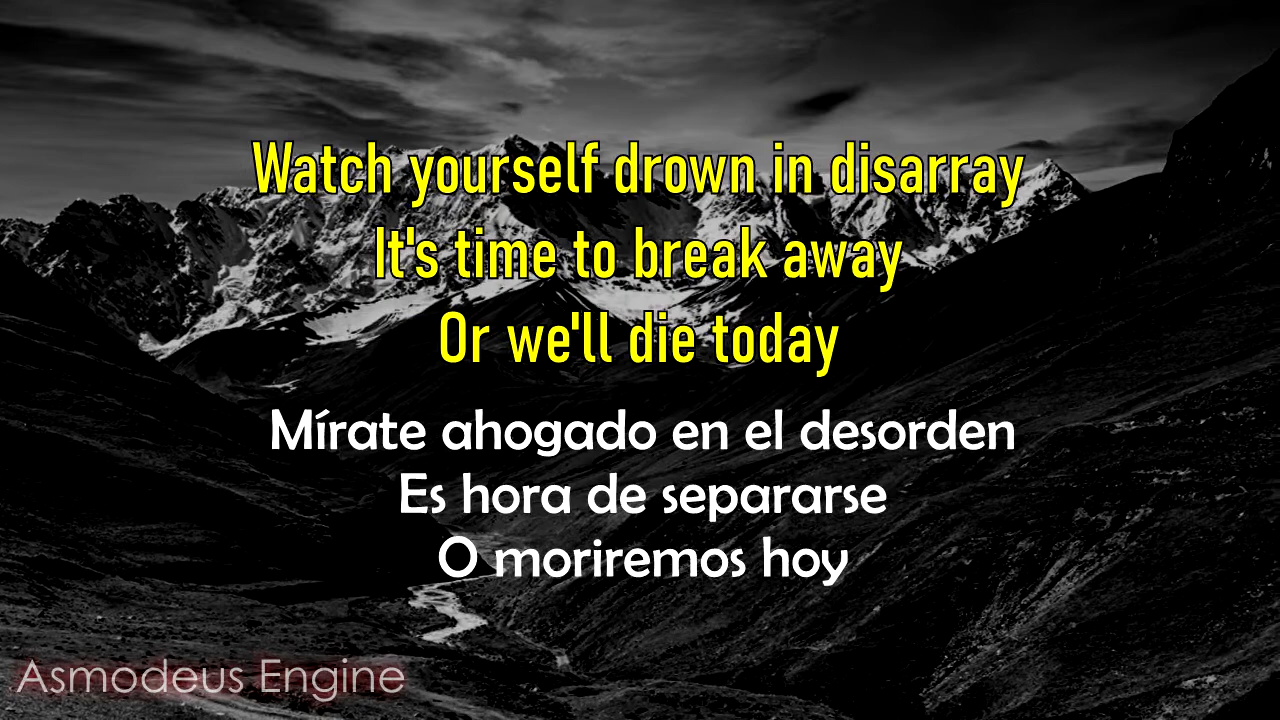 Watch yourself drown in disarray
It's time to break away
Or we'll die today
Mírate ahogado en el desorden
Es hora de separarse
O moriremos hoy
Asmodeus Engine